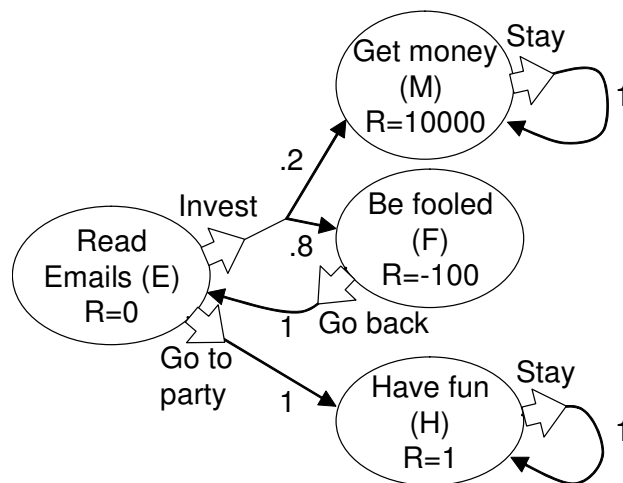 Get money
(M)
R=10000
Stay
1
.2
Invest
.8
Be fooled
(F)
R=-100
Read
Emails (E)
R=0
1
Go back
Go to
party
1
Have fun
(H)
R=1
Stay
1